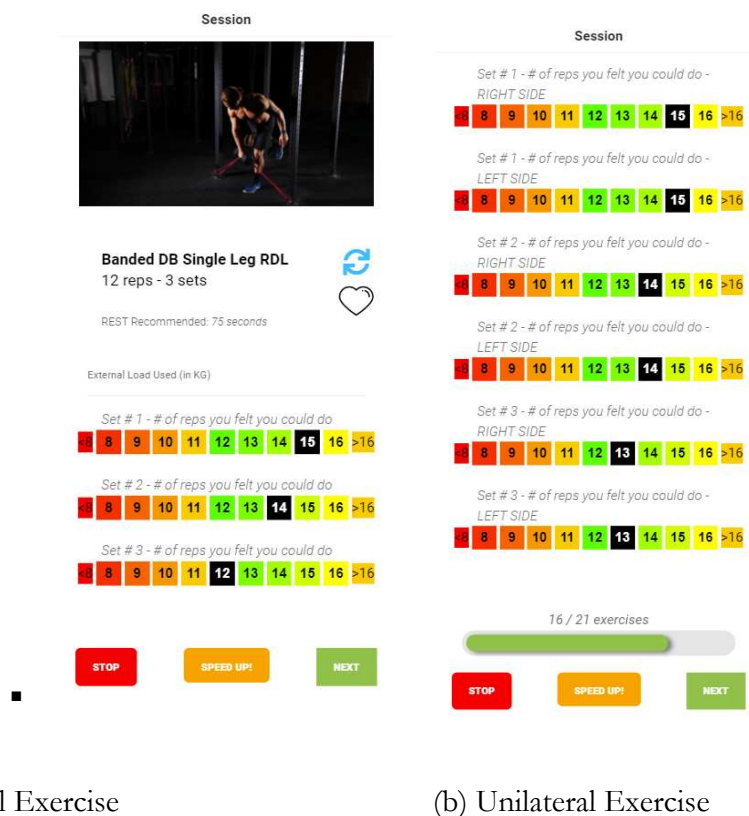 Session
Banded DB Single Leg RDL
12 reps - 3 sets
REST Recommended: 75 seconds
External Load Used (in KG)
Set # 1 - # of reps you felt you could do
<8 8 9 10 11 12 13 14 15 16 >16
Set # 2 - # of reps you felt you could do
<8 8 9 10 11 12 13 14 15 16 >16
Set # 3 - # of reps you felt you could do
<8 8 9 10 11 12 13 14 15 16 >16
STOP SPEED UP! NEXT
Session
Set # 1 - # of reps you felt you could do -
RIGHT SIDE
<8 8 9 10 11 12 13 14 15 16 >16
Set # 1 - # of reps you felt you could do -
LEFT SIDE
<8 8 9 10 11 12 13 14 15 16 >16
Set # 2 - # of reps you felt you could do -
RIGHT SIDE
<8 8 9 10 11 12 13 14 15 16 >16
Set # 2 - # of reps you felt you could do -
LEFT SIDE
<8 8 9 10 11 12 13 14 15 16 >16
Set # 3 - # of reps you felt you could do -
RIGHT SIDE
<8 8 9 10 11 12 13 14 15 16 >16
Set # 3 - # of reps you felt you could do -
LEFT SIDE
<8 8 9 10 11 12 13 14 15 16 >16
16 / 21 exercises
STOP SPEED UP! NEXT
l Exercise
(b) Unilateral Exercise